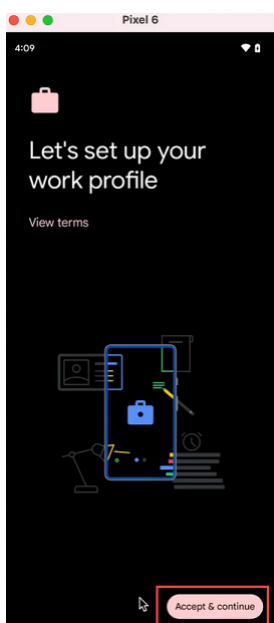 Pixel 6
4:09
Let's set up your
work profile
View terms
Accept & continue